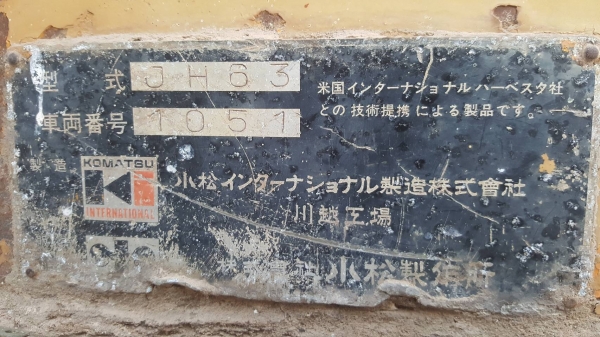 型 式 JH63
米国インターナショナル ハーベスタ社
との 技術提携 による 製品です。
車両番号 1051
製造
KOMATSU
INTERNATIONAL
小松インターナショナル製造株式會社
川越工場
小松製作所